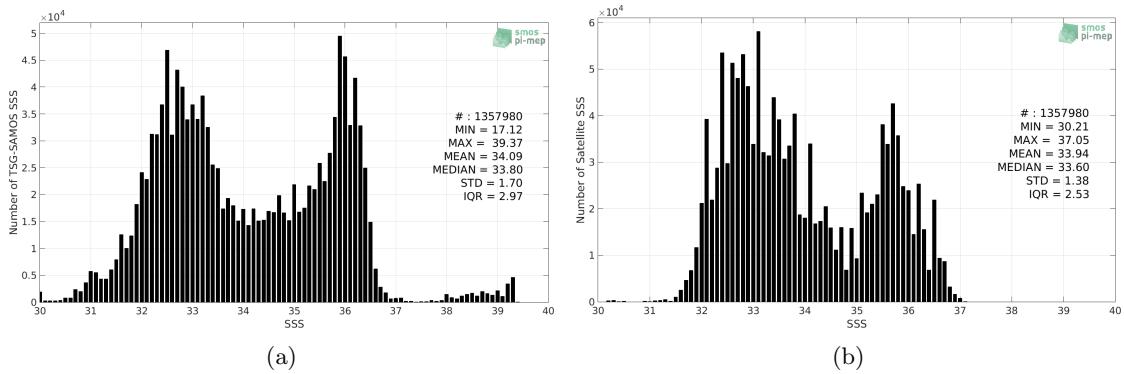 ×10⁴
5
4.5
4
3.5
3
2.5
2
1.5
1
0.5
0
Number of TSG-SAMOS SSS
smos
pi-mep
# : 1357980
MIN = 17.12
MAX = 39.37
MEAN = 34.09
MEDIAN = 33.80
STD = 1.70
IQR = 2.97
30 31 32 33 34 35 36 37 38 39 40
SSS
(a)
×10⁴
6
5
4
3
2
1
0
Number of Satellite SSS
smos
pi-mep
# : 1357980
MIN = 30.21
MAX = 37.05
MEAN = 33.94
MEDIAN = 33.60
STD = 1.38
IQR = 2.53
30 31 32 33 34 35 36 37 38 39 40
SSS
(b)